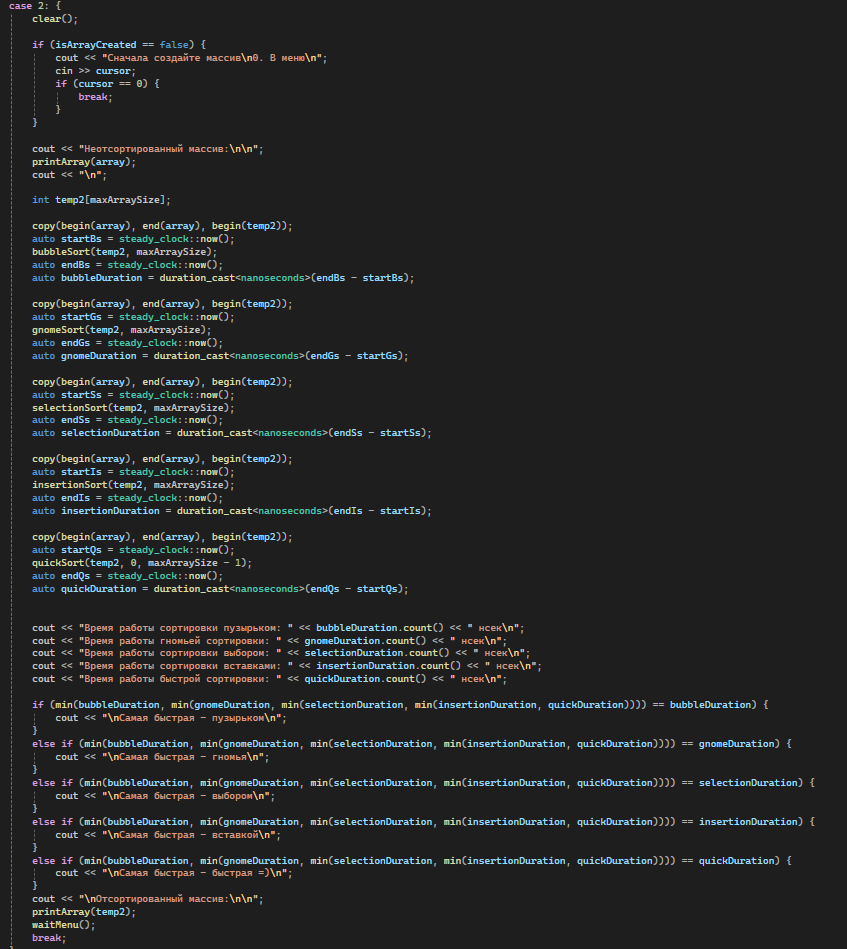 case 2: {
clear();
if (isArrayCreated == false) {
cout << "Сначала создайте массив\n0. В меню\n";
cin >> cursor;
if (cursor == 0) {
break;
}
}
cout << "Неотсортированный массив:\n\n";
printArray(array);
cout << "\n";
int temp2[maxArraySize];
copy(begin(array), end(array), begin(temp2));
auto startBs = steady_clock::now();
bubbleSort(temp2, maxArraySize);
auto endBs = steady_clock::now();
auto bubbleDuration = duration_cast<nanoseconds>(endBs - startBs);
copy(begin(array), end(array), begin(temp2));
auto startGs = steady_clock::now();
gnomeSort(temp2, maxArraySize);
auto endGs = steady_clock::now();
auto gnomeDuration = duration_cast<nanoseconds>(endGs - startGs);
copy(begin(array), end(array), begin(temp2));
auto startSs = steady_clock::now();
selectionSort(temp2, maxArraySize);
auto endSs = steady_clock::now();
auto selectionDuration = duration_cast<nanoseconds>(endSs - startSs);
copy(begin(array), end(array), begin(temp2));
auto startIs = steady_clock::now();
insertionSort(temp2, maxArraySize);
auto endIs = steady_clock::now();
auto insertionDuration = duration_cast<nanoseconds>(endIs - startIs);
copy(begin(array), end(array), begin(temp2));
auto startQs = steady_clock::now();
quickSort(temp2, 0, maxArraySize - 1);
auto endQs = steady_clock::now();
auto quickDuration = duration_cast<nanoseconds>(endQs - startQs);
cout << "Время работы сортировки пузырьком: " << bubbleDuration.count() << " нсек\n";
cout << "Время работы гномьей сортировки: " << gnomeDuration.count() << " нсек\n";
cout << "Время работы сортировки выбором: " << selectionDuration.count() << " нсек\n";
cout << "Время работы сортировки вставками: " << insertionDuration.count() << " нсек\n";
cout << "Время работы быстрой сортировки: " << quickDuration.count() << " нсек\n";
if (min(bubbleDuration, min(gnomeDuration, min(selectionDuration, min(insertionDuration, quickDuration)))) == bubbleDuration) {
cout << "\nСамая быстрая - пузырьком\n";
}
else if (min(bubbleDuration, min(gnomeDuration, min(selectionDuration, min(insertionDuration, quickDuration)))) == gnomeDuration) {
cout << "\nСамая быстрая - гномья\n";
}
else if (min(bubbleDuration, min(gnomeDuration, min(selectionDuration, min(insertionDuration, quickDuration)))) == selectionDuration) {
cout << "\nСамая быстрая - выбором\n";
}
else if (min(bubbleDuration, min(gnomeDuration, min(selectionDuration, min(insertionDuration, quickDuration)))) == insertionDuration) {
cout << "\nСамая быстрая - вставкой\n";
}
else if (min(bubbleDuration, min(gnomeDuration, min(selectionDuration, min(insertionDuration, quickDuration)))) == quickDuration) {
cout << "\nСамая быстрая - быстрая =)\n";
}
cout << "\nОтсортированный массив:\n\n";
printArray(temp2);
waitMenu();
break;